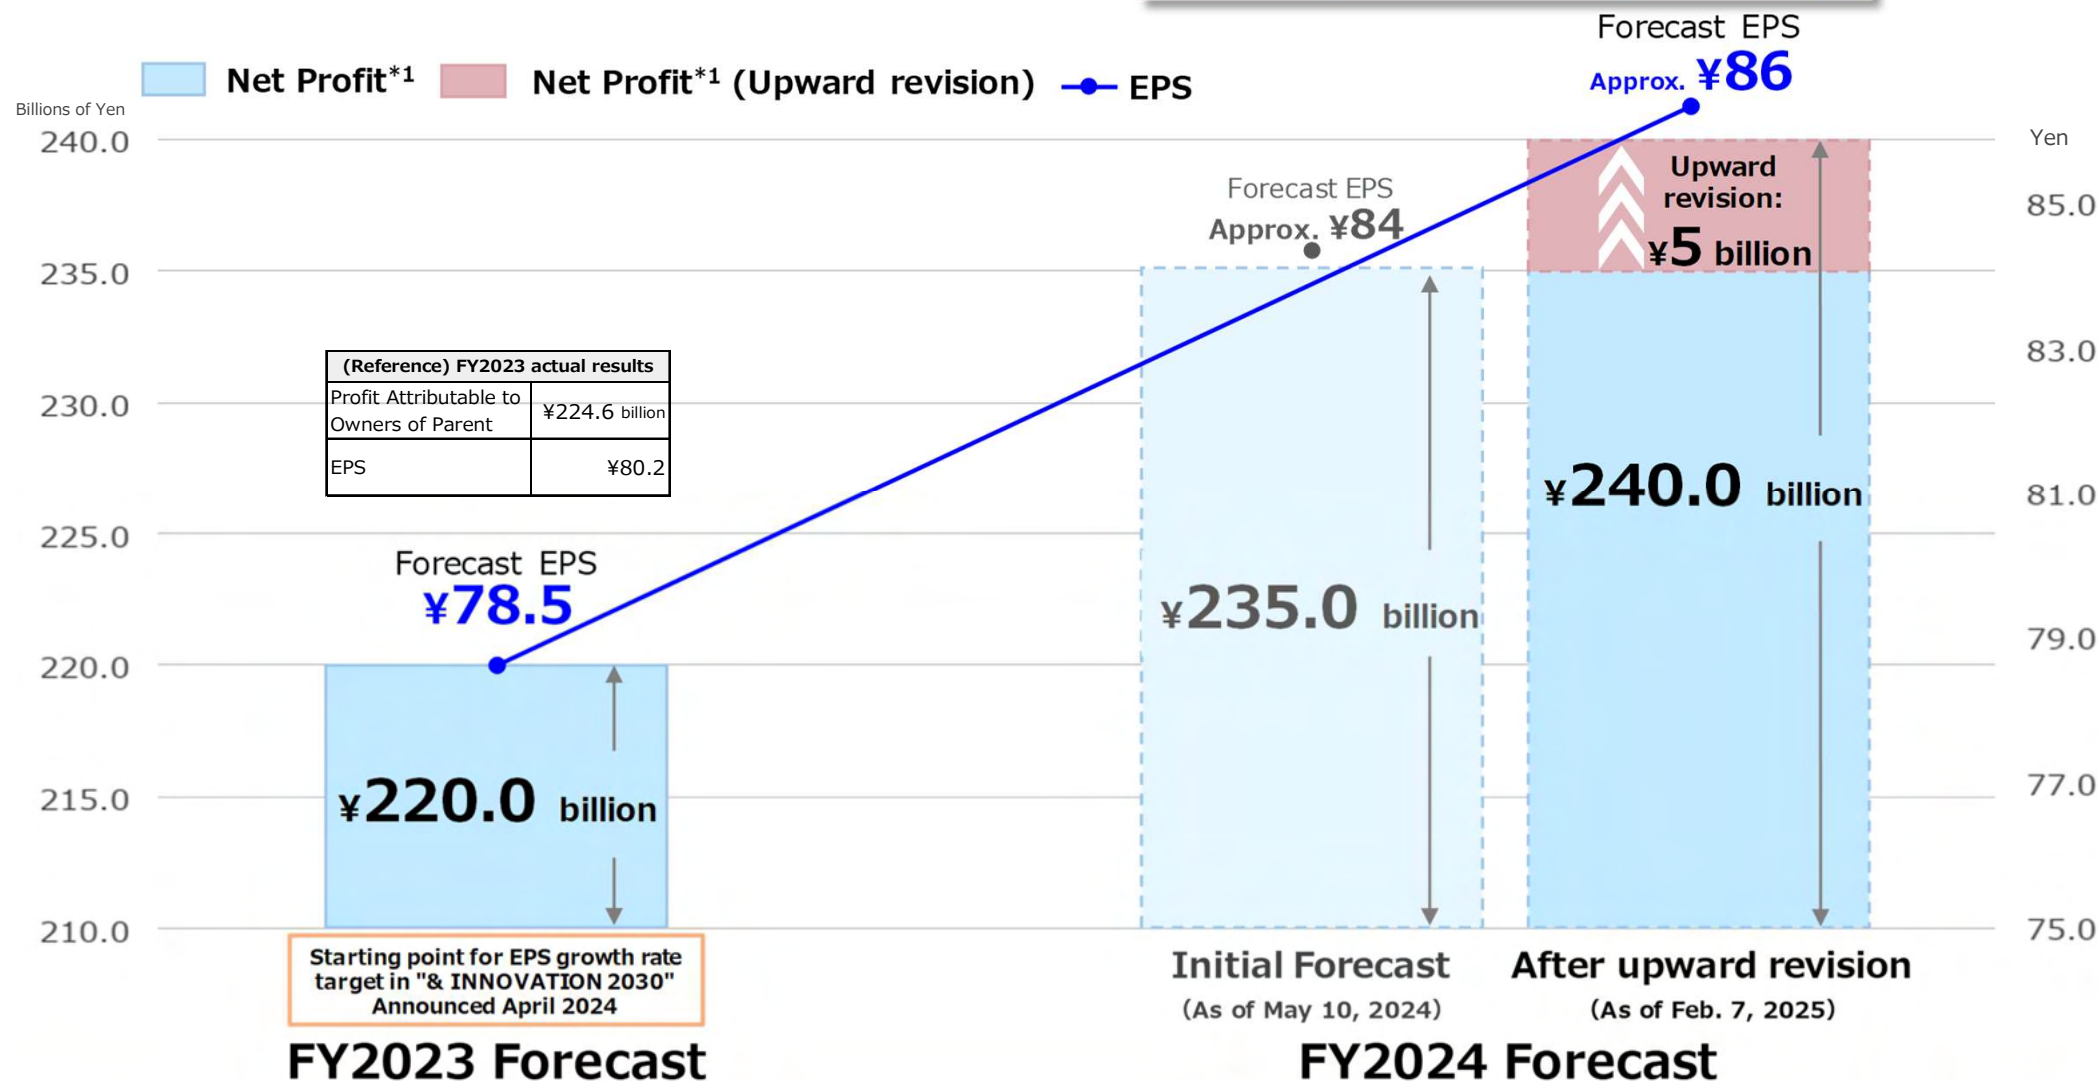 Net Profit*1
Net Profit*1 (Upward revision)
EPS
Billions of Yen
Yen
240.0
235.0
230.0
225.0
220.0
215.0
210.0
85.0
83.0
81.0
79.0
77.0
75.0
(Reference) FY2023 actual results
Profit Attributable to
Owners of Parent
¥224.6 billion
EPS
¥80.2
Forecast EPS
¥78.5
¥220.0 billion
Starting point for EPS growth rate
target in "& INNOVATION 2030"
Announced April 2024
FY2023 Forecast
Forecast EPS
Approx. ¥84
¥235.0 billion
Initial Forecast
(As of May 10, 2024)
Forecast EPS
Approx. ¥86
Upward
revision:
¥5 billion
¥240.0 billion
After upward revision
(As of Feb. 7, 2025)
FY2024 Forecast